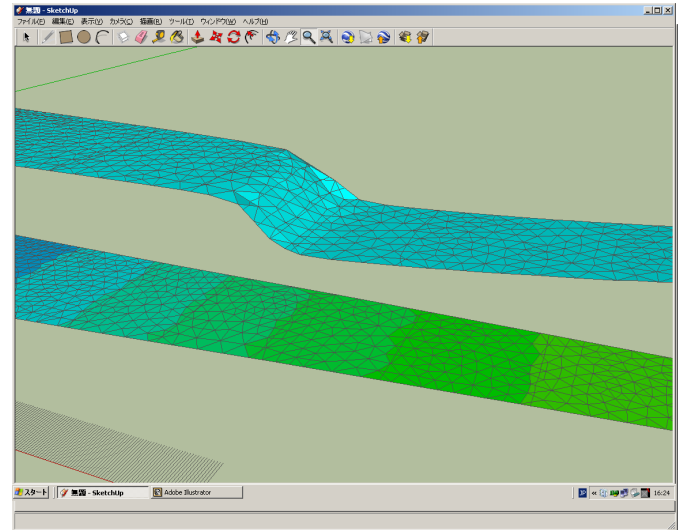 無題 - SketchUp
ファイル(F) 編集(E) 表示(V) カメラ(C) 描画(R) ツール(T) ウィンドウ(W) ヘルプ(H)
スタート 無題 - SketchUp Adobe Illustrator 16:24